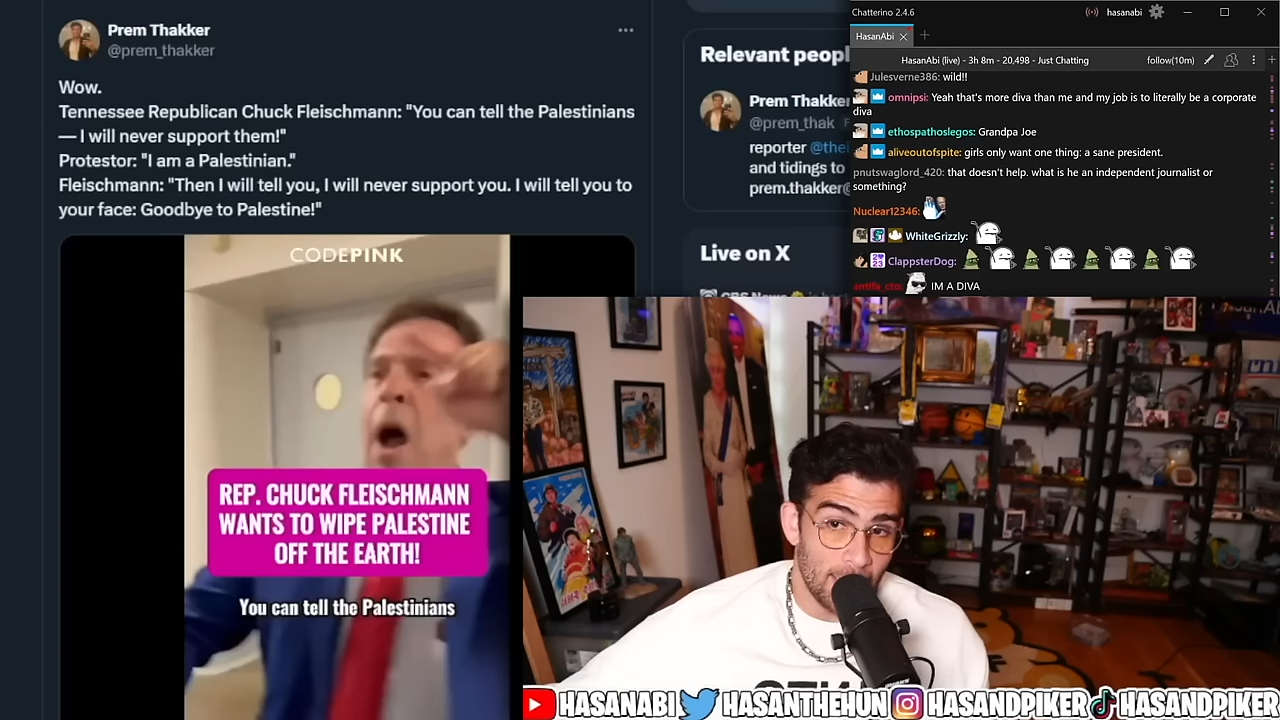 Prem Thakker
@prem_thakker
Wow.
Tennessee Republican Chuck Fleischmann: "You can tell the Palestinians
— I will never support them!"
Protestor: "I am a Palestinian."
Fleischmann: "Then I will tell you, I will never support you. I will tell you to
your face: Goodbye to Palestine!"
CODEPINK
REP. CHUCK FLEISCHMANN
WANTS TO WIPE PALESTINE
OFF THE EARTH!
You can tell the Palestinians
Relevant peopl
Prem Thakker
@prem_thak
reporter @thei
and tidings to
prem.thakker@
Live on X
Chatterino 2.4.6
hasanabi
HasanAbi
HasanAbi (live) - 3h 8m - 20,498 - Just Chatting
follow(10m)
Julesverne386: wild!!
omnipsi: Yeah that's more diva than me and my job is to literally be a corporate
diva
ethospathoslegos: Grandpa Joe
aliveoutofspite: girls only want one thing: a sane president.
pnutswaglord_420: that doesn't help. what is he an independent journalist or
something?
Nuclear12346:
WhiteGrizzly:
ClappsterDog:
antifa_cto: IM A DIVA
HASANABI HASANTHEHUN HASANDPIKER HASANDPIKER